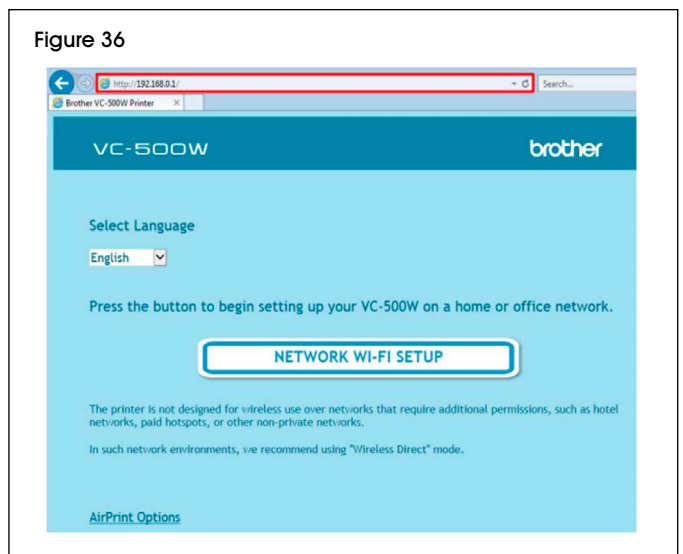 Figure 36
http://192.168.0.1/
Search...
Brother VC-500W Printer
VC-500W
brother
Select Language
English
Press the button to begin setting up your VC-500W on a home or office network.
NETWORK WI-FI SETUP
The printer is not designed for wireless use over networks that require additional permissions, such as hotel
networks, paid hotspots, or other non-private networks.
In such network environments, we recommend using "Wireless Direct" mode.
AirPrint Options